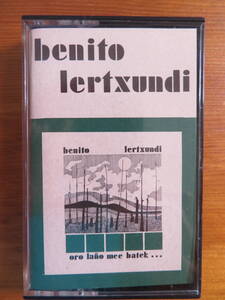 benito
lertxundi
benito lertxundi
oro laño mee batek...